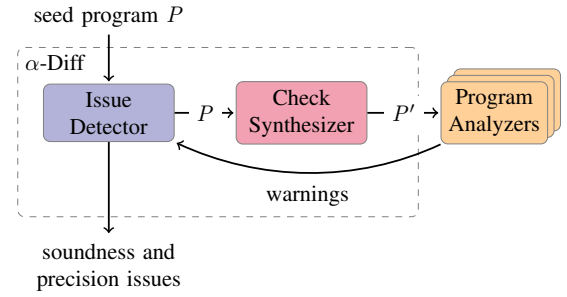 seed program P
α-Diff
Issue
Detector
P
Check
Synthesizer
P′
Program
Analyzers
warnings
soundness and
precision issues